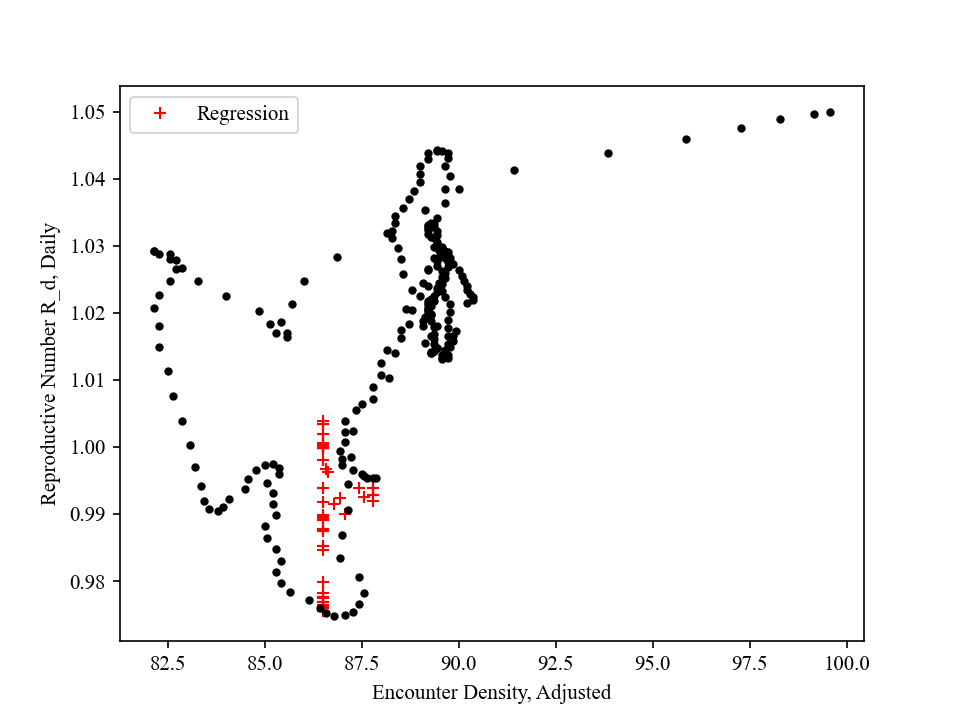 Regression
1.05
1.04
1.03
1.02
1.01
1.00
0.99
0.98
Reproductive Number R_d, Daily
82.5 85.0 87.5 90.0 92.5 95.0 97.5 100.0
Encounter Density, Adjusted